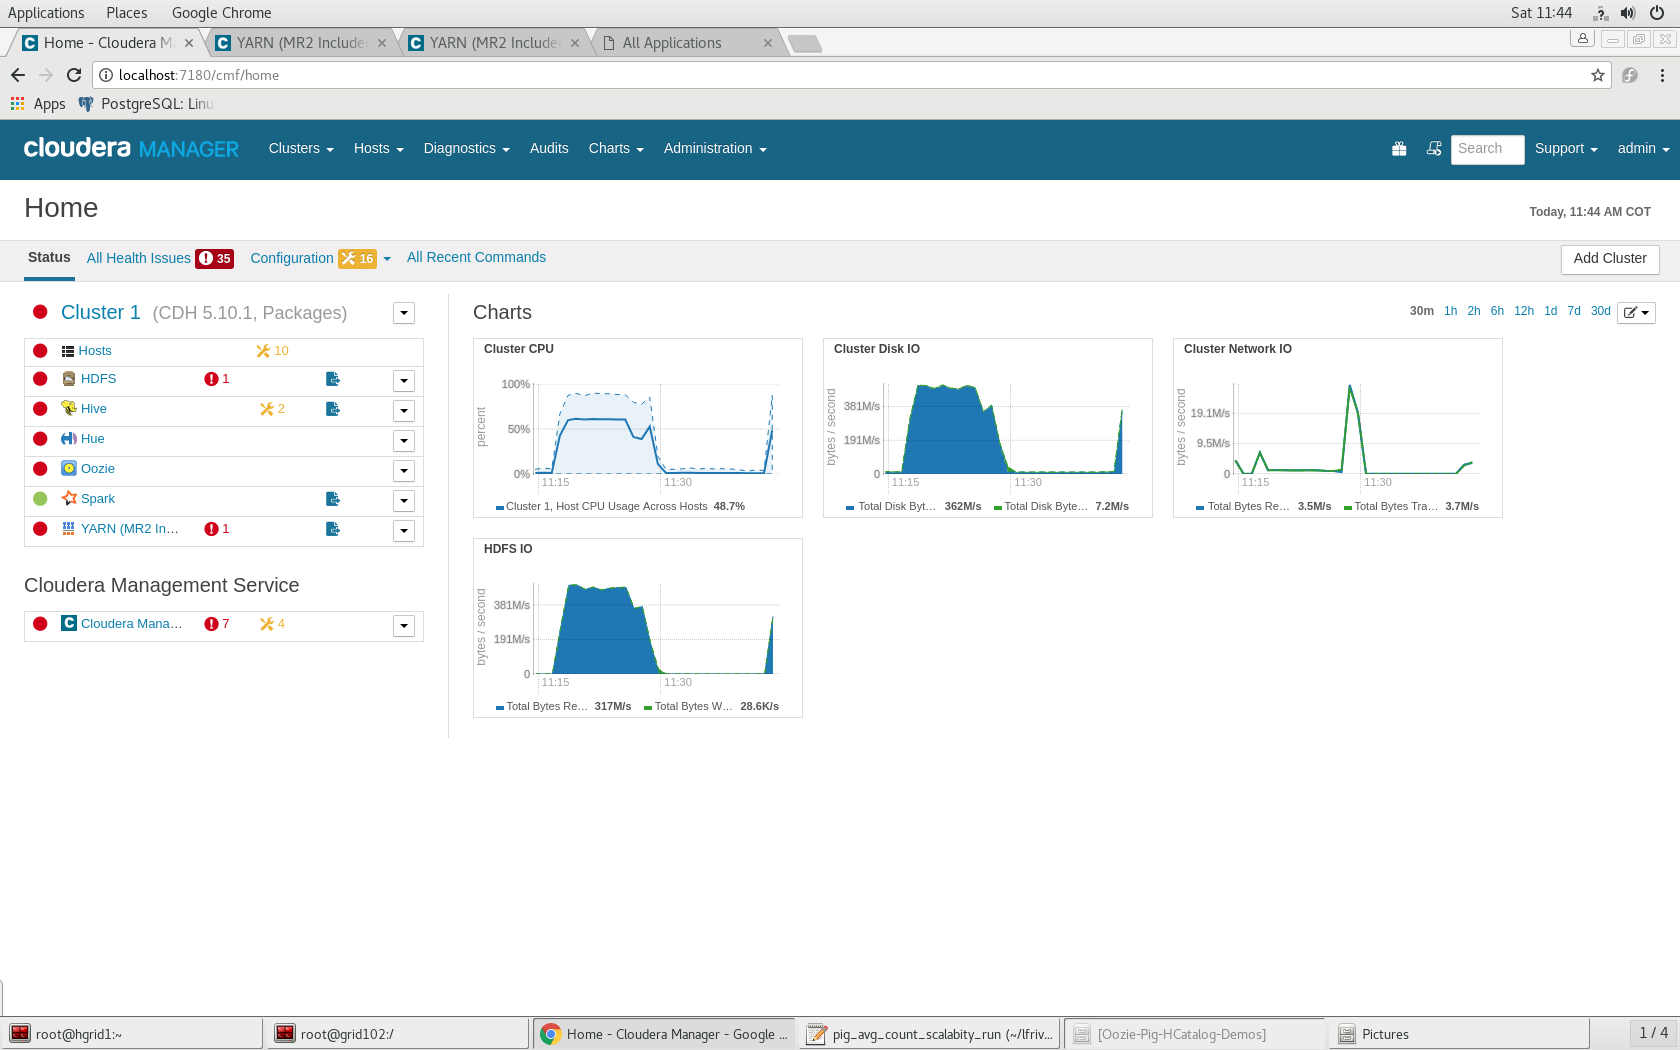 Applications Places Google Chrome Sat 11:44
Home - Cloudera M YARN (MR2 Include YARN (MR2 Include All Applications
localhost:7180/cmf/home
Apps PostgreSQL: Linu
cloudera MANAGER Clusters Hosts Diagnostics Audits Charts Administration Search Support admin
Home
Today, 11:44 AM COT
Status All Health Issues 35 Configuration 16 All Recent Commands Add Cluster
Cluster 1 (CDH 5.10.1, Packages)
Hosts 10
HDFS 1
Hive 2
Hue
Oozie
Spark
YARN (MR2 In... 1
Cloudera Management Service
Cloudera Mana... 7 4
Charts
30m 1h 2h 6h 12h 1d 7d 30d
Cluster CPU
percent
100%
50%
0%
11:15 11:30
Cluster 1, Host CPU Usage Across Hosts 48.7%
Cluster Disk IO
bytes / second
381M/s
191M/s
0
11:15 11:30
Total Disk Byt... 362M/s Total Disk Byte... 7.2M/s
Cluster Network IO
bytes / second
19.1M/s
9.5M/s
0
11:15 11:30
Total Bytes Re... 3.5M/s Total Bytes Tra... 3.7M/s
HDFS IO
bytes / second
381M/s
191M/s
0
11:15 11:30
Total Bytes Re... 317M/s Total Bytes W... 28.6K/s
root@hgrid1:~ root@grid102:/ Home - Cloudera Manager - Google ... pig_avg_count_scalabity_run (~/lfriv... [Oozie-Pig-HCatalog-Demos] Pictures 1 / 4